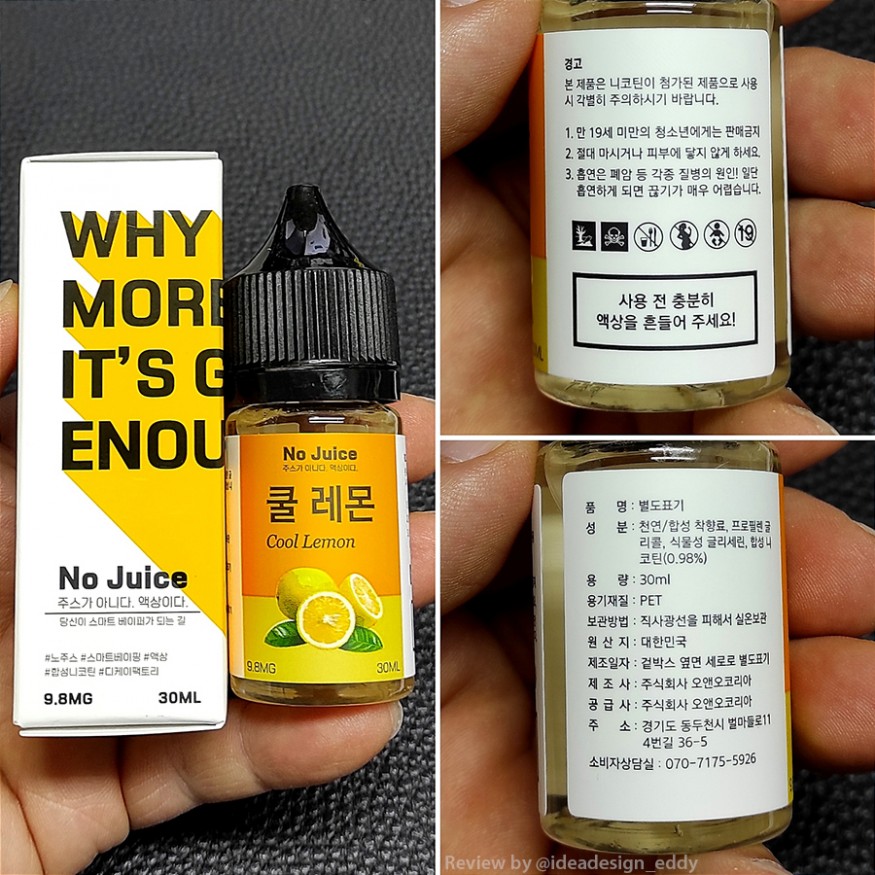 WHY
MORE
IT'S G
ENOU
No Juice
주스가 아니다. 액상이다.
당신이 스마트 베이퍼가 되는 길
#노주스 #스마트베이핑 #액상
#합성니코틴 #디케이팩토리
9.8MG 30ML
No Juice
주스가 아니다. 액상이다.
쿨 레몬
Cool Lemon
9.8MG 30ML
경고
본 제품은 니코틴이 첨가된 제품으로 사용
시 각별히 주의하시기 바랍니다.
1. 만 19세 미만의 청소년에게는 판매금지
2. 절대 마시거나 피부에 닿지 않게 하세요.
3. 흡연은 폐암 등 각종 질병의 원인! 일단
흡연하게 되면 끊기가 매우 어렵습니다.
19
사용 전 충분히
액상을 흔들어 주세요!
ML
품 명 : 별도표기
성 분 : 천연/합성 착향료, 프로필렌 글
리콜, 식물성 글리세린, 합성 니
코틴(0.98%)
용 량 : 30ml
용기재질 : PET
보관방법 : 직사광선을 피해서 실온보관
원 산 지 : 대한민국
제조일자 : 겉박스 옆면 세로로 별도표기
제 조 사 : 주식회사 오앤오코리아
공 급 사 : 주식회사 오앤오코리아
주 소 : 경기도 동두천시 벌마들로11
4번길 36-5
소비자상담실 : 070-7175-5926
Review by @ideadesign_eddy